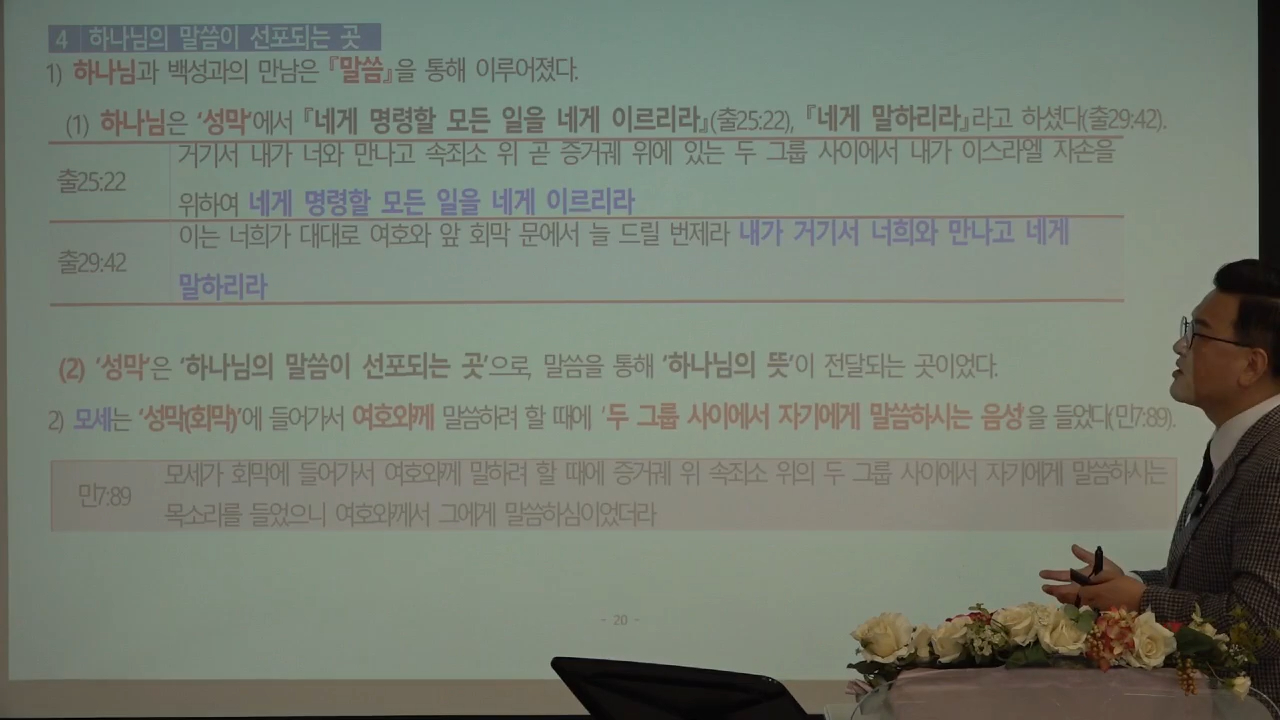 4 하나님의 말씀이 선포되는 곳
1) 하나님과 백성과의 만남은 『말씀』을 통해 이루어졌다.
(1) 하나님은 ‘성막’에서 『네게 명령할 모든 일을 네게 이르리라』(출25:22), 『네게 말하리라』라고 하셨다(출29:42).
출25:22 거기서 내가 너와 만나고 속죄소 위 곧 증거궤 위에 있는 두 그룹 사이에서 내가 이스라엘 자손을
위하여 네게 명령할 모든 일을 네게 이르리라
출29:42 이는 너희가 대대로 여호와 앞 회막 문에서 늘 드릴 번제라 내가 거기서 너희와 만나고 네게
말하리라
(2) ‘성막’은 ‘하나님의 말씀이 선포되는 곳’으로, 말씀을 통해 ‘하나님의 뜻’이 전달되는 곳이었다.
2) 모세는 ‘성막(회막)’에 들어가서 여호와께 말씀하려 할 때에 ‘두 그룹 사이에서 자기에게 말씀하시는 음성’을 들었다(만7:89).
만7:89 모세가 회막에 들어가서 여호와께 말하려 할 때에 증거궤 위 속죄소 위의 두 그룹 사이에서 자기에게 말씀하시는
목소리를 들었으니 여호와께서 그에게 말씀하심이었더라
- 20 -